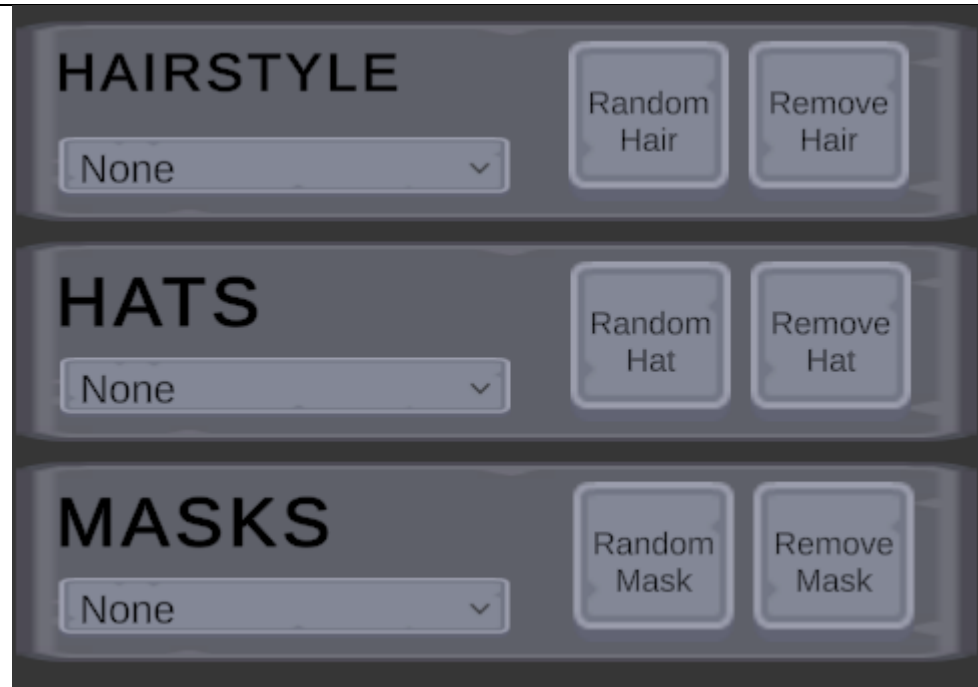 HAIRSTYLE
None
Random
Hair
Remove
Hair
HATS
None
Random
Hat
Remove
Hat
MASKS
None
Random
Mask
Remove
Mask